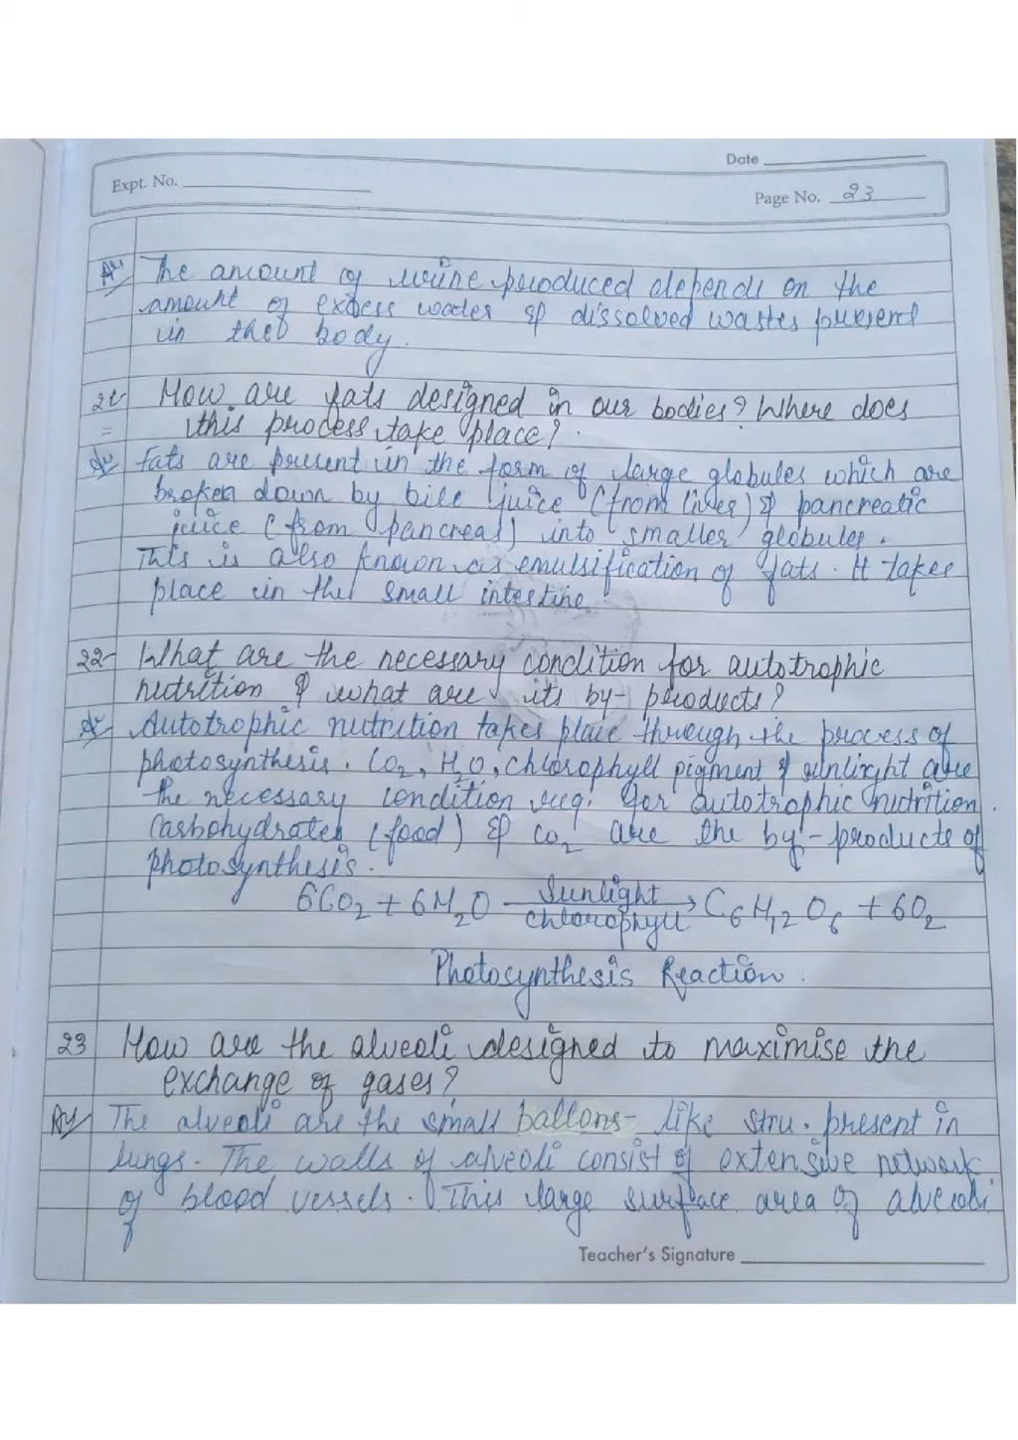 Date
Expt. No.
Page No. 23
Ans The amount of urine produced depends on the
amount of excess water & dissolved wastes present
in the body.
21- How are fats designed in our bodies? Where does
this process take place?
Ans Fats are present in the form of large globules which are
broken down by bile juice (from liver) & pancreatic
juice (from pancreas) into smaller globules.
This is also known as emulsification of fats. It takes
place in the small intestine.
22- What are the necessary condition for autotrophic
nutrition & what are its by-products?
Ans Autotrophic nutrition takes place through the process of
photosynthesis. CO2, H2O, chlorophyll pigment & sunlight are
the necessary condition req. for autotrophic nutrition.
Carbohydrates (food) & CO2 are the by-products of
photosynthesis.
6CO2 + 6H2O Sunlight Chlorophyll → C6H12O6 + 6O2
Photosynthesis Reaction.
23 How are the alveoli designed to maximise the
exchange of gases?
Ans The alveoli are the small ballons-like stru. present in
lungs. The walls of alveoli consist of extensive network
of blood vessels. This large surface area of alveoli
Teacher's Signature